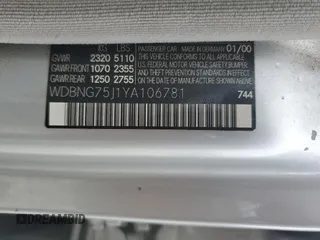 KG LBS PASSENGER CAR MADE IN GERMANY 01/00
GVWR 2320 5110
GAWR FRONT 1070 2355
GAWR REAR 1250 2755
THIS VEHICLE CONFORMS TO ALL APPLICABLE U.S. FEDERAL MOTOR VEHICLE SAFETY, BUMPER, AND THEFT PREVENTION STANDARDS IN EFFECT ON THE DATE OF MANUFACTURE SHOWN ABOVE
WDBNG75J1YA106781
744
DREAMBID